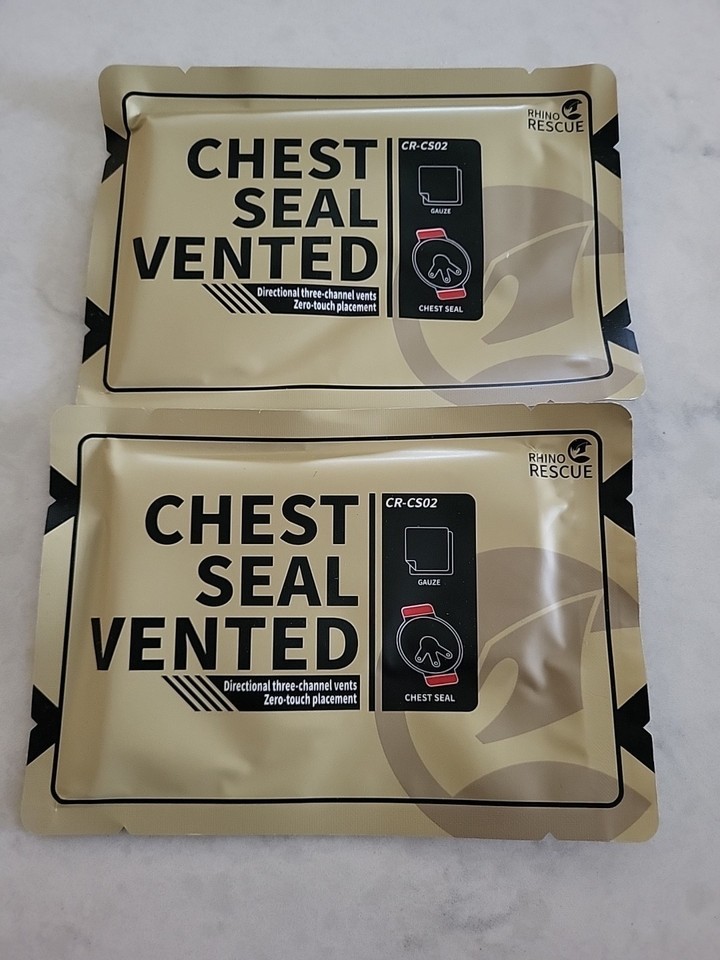 RHINO
RESCUE
CHEST
SEAL
VENTED
Directional three-channel vents
Zero-touch placement
CR-CS02
GAUZE
CHEST SEAL
RHINO
RESCUE
CHEST
SEAL
VENTED
Directional three-channel vents
Zero-touch placement
CR-CS02
GAUZE
CHEST SEAL